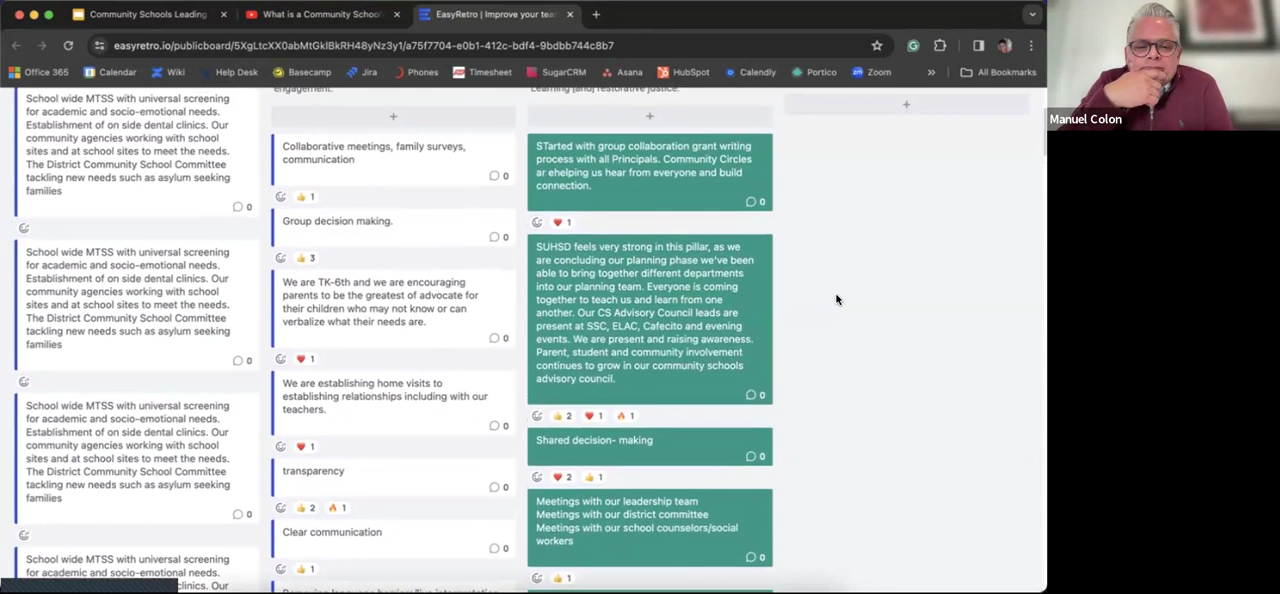 Community Schools Leading
What is a Community School
EasyRetro | Improve your tea
easyretro.io/publicboard/5XgLtcXX0abMtGklBkRH48yNz3y1/a75f7704-e0b1-412c-bdf4-9bdbb744c8b7
Office 365
Calendar
Wiki
Help Desk
Basecamp
Jira
Phones
Timesheet
SugarCRM
Asana
HubSpot
Calendly
Portico
Zoom
»
All Bookmarks
School wide MTSS with universal screening
for academic and socio-emotional needs.
Establishment of on side dental clinics. Our
community agencies working with school
sites and at school sites to meet the needs.
The District Community School Committee
tackling new needs such as asylum seeking
families
0
School wide MTSS with universal screening
for academic and socio-emotional needs.
Establishment of on side dental clinics. Our
community agencies working with school
sites and at school sites to meet the needs.
The District Community School Committee
tackling new needs such as asylum seeking
families
0
School wide MTSS with universal screening
for academic and socio-emotional needs.
Establishment of on side dental clinics. Our
community agencies working with school
sites and at school sites to meet the needs.
The District Community School Committee
tackling new needs such as asylum seeking
families
0
School wide MTSS with universal screening
for academic and socio-emotional needs.
clinics. Our
engagement.
+
Collaborative meetings, family surveys,
communication
0
1
Group decision making.
0
3
We are TK-6th and we are encouraging
parents to be the greatest of advocate for
their children who may not know or can
verbalize what their needs are.
0
1
We are establishing home visits to
establishing relationships including with our
teachers.
0
1
transparency
0
2
1
Clear communication
0
1
Learning [and] restorative justice.
+
STarted with group collaboration grant writing
process with all Principals. Community Circles
ar ehelping us hear from everyone and build
connection.
0
1
SUHSD feels very strong in this pillar, as we
are concluding our planning phase we've been
able to bring together different departments
into our planning team. Everyone is coming
together to teach us and learn from one
another. Our CS Advisory Council leads are
present at SSC, ELAC, Cafecito and evening
events. We are present and raising awareness.
Parent, student and community involvement
continues to grow in our community schools
advisory council.
0
2
1
1
Shared decision- making
0
2
1
Meetings with our leadership team
Meetings with our district committee
Meetings with our school counselors/social
workers
0
1
+
Manuel Colon